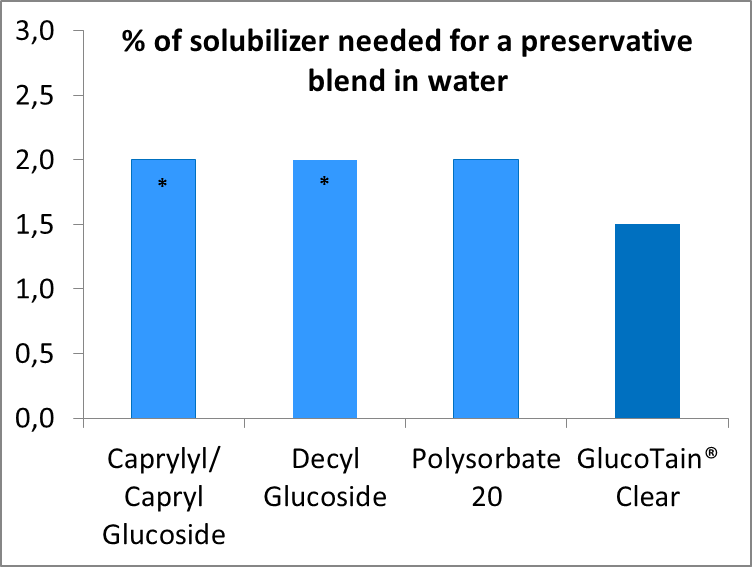 % of solubilizer needed for a preservative
blend in water
3,0
2,5
2,0
1,5
1,0
0,5
0,0
*
*
Caprylyl/
Capryl
Glucoside
Decyl
Glucoside
Polysorbate
20
GlucoTain®
Clear